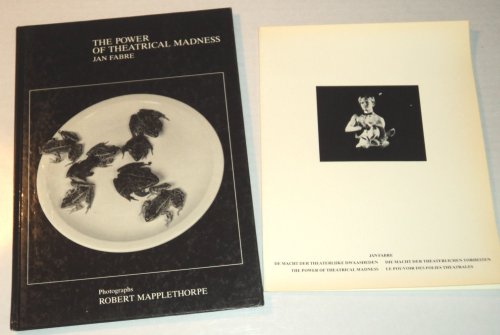 THE POWER
OF THEATRICAL MADNESS
JAN FABRE
Photographs
ROBERT MAPPLETHORPE
JAN FABRE
DE MACHT DER THEATERLIJKE DWAASHEDEN DIE MACHT DER THEATERLICHEN TORHEITEN
THE POWER OF THEATRICAL MADNESS LE POUVOIR DES FOLIES THEATRALES